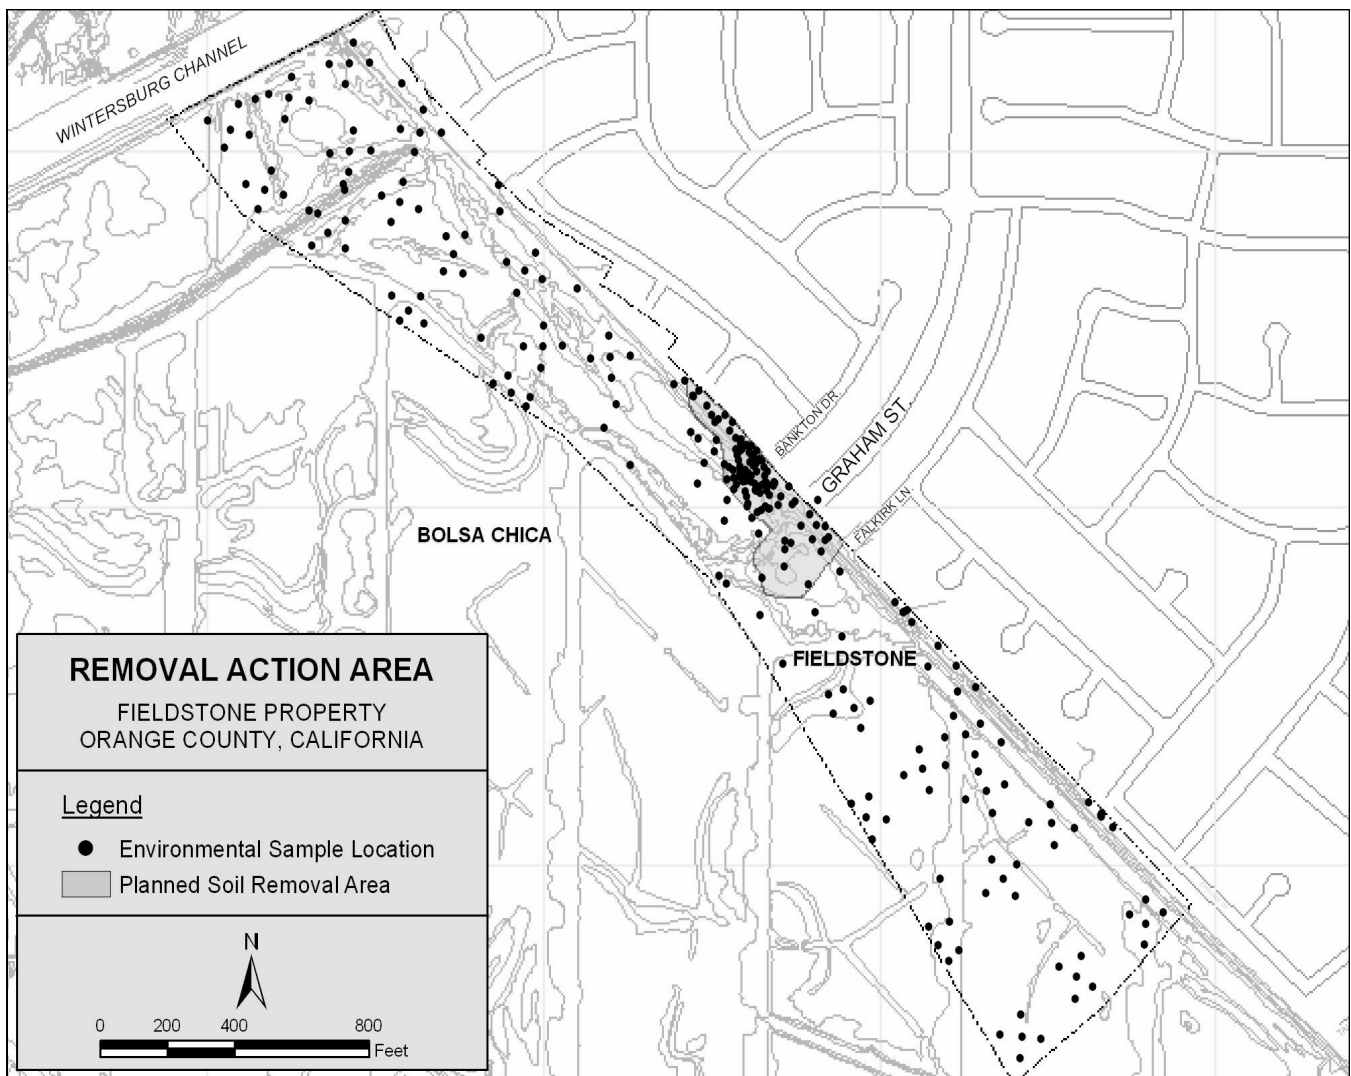 WINTERSBURG CHANNEL
BANKTON DR.
GRAHAM ST.
FALKIRK LN
BOLSA CHICA
FIELDSTONE
REMOVAL ACTION AREA
FIELDSTONE PROPERTY
ORANGE COUNTY, CALIFORNIA
Legend
Environmental Sample Location
Planned Soil Removal Area
N
0 200 400 800
Feet